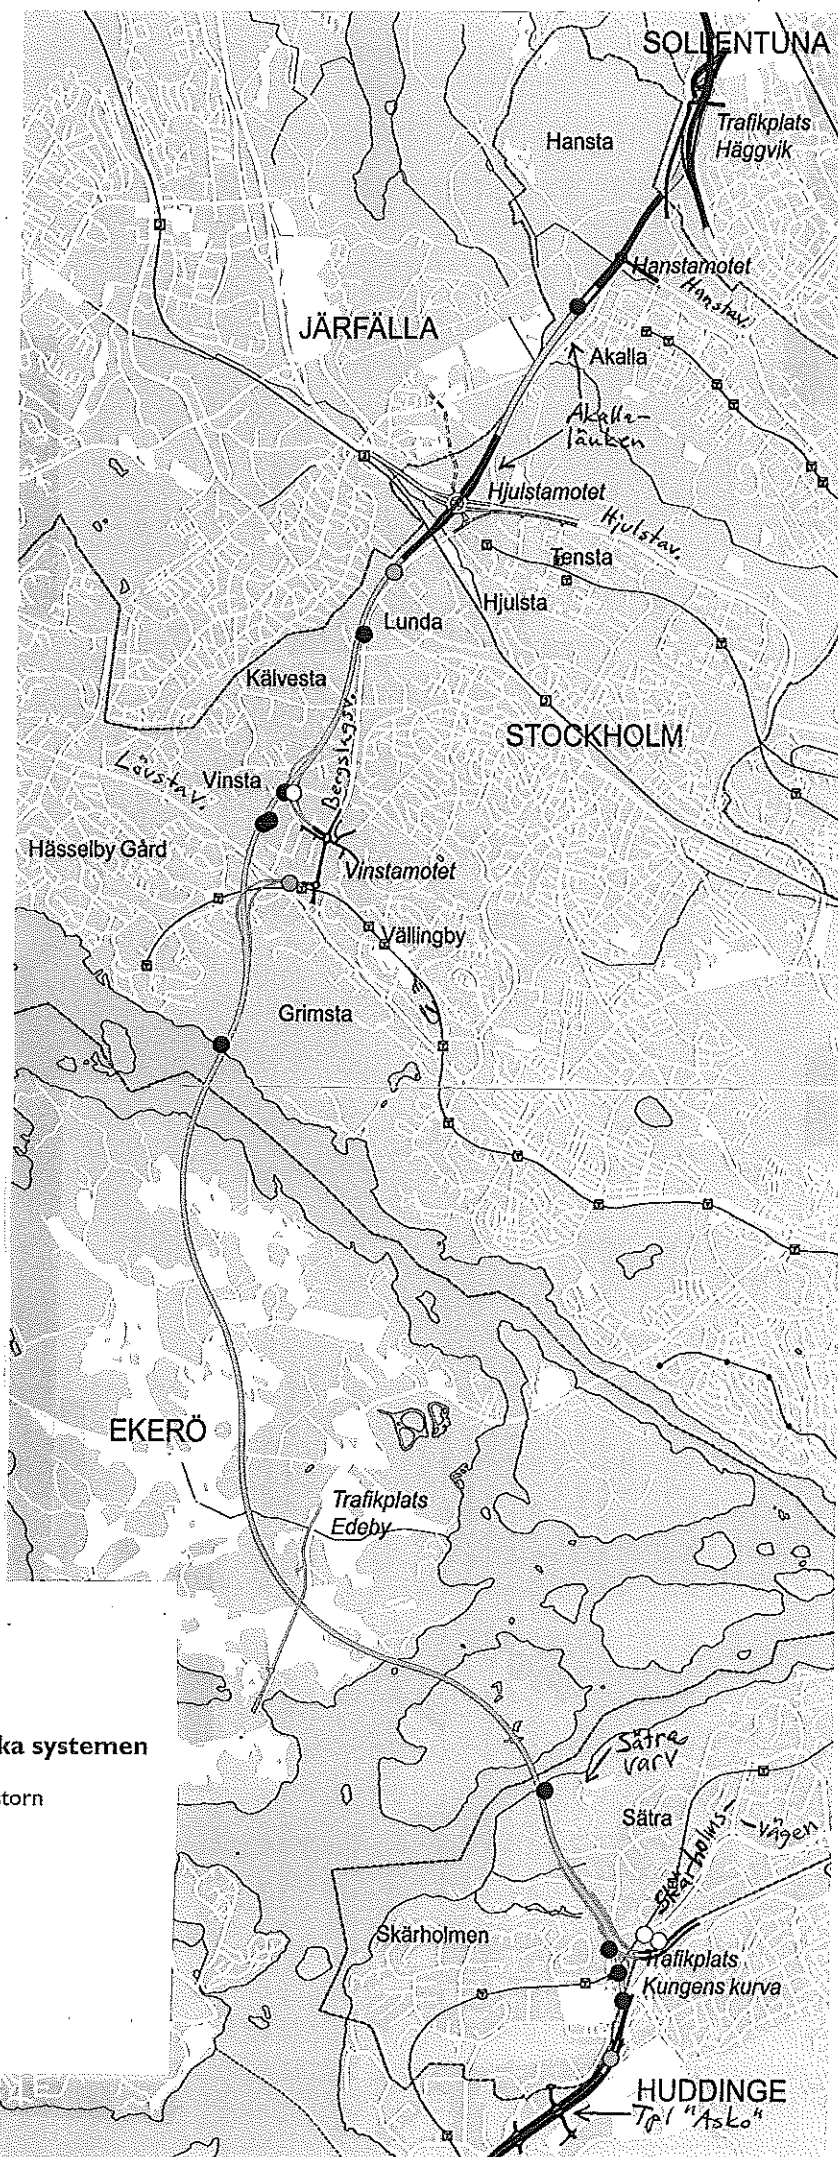 SOLLENTUNA
Trafikplats
Häggvik
Hansta
Hanstamotet
Hanstav.
JÄRFÄLLA
Akalla
Akalla-
länken
Hjulstamotet
Hjulstav.
Tensta
Hjulsta
Lunda
Kälvesta
Bergslagsv.
STOCKHOLM
Lövstav.
Vinsta
Hässelby Gård
Vinstamotet
Vällingby
Grimsta
EKERÖ
Trafikplats
Edeby
ka systemen
torn
Sätra
varv
Sätra
Skärholms-
vägen
Skärholmen
Trafikplats
Kungens kurva
HUDDINGE
Tpl "Asko"